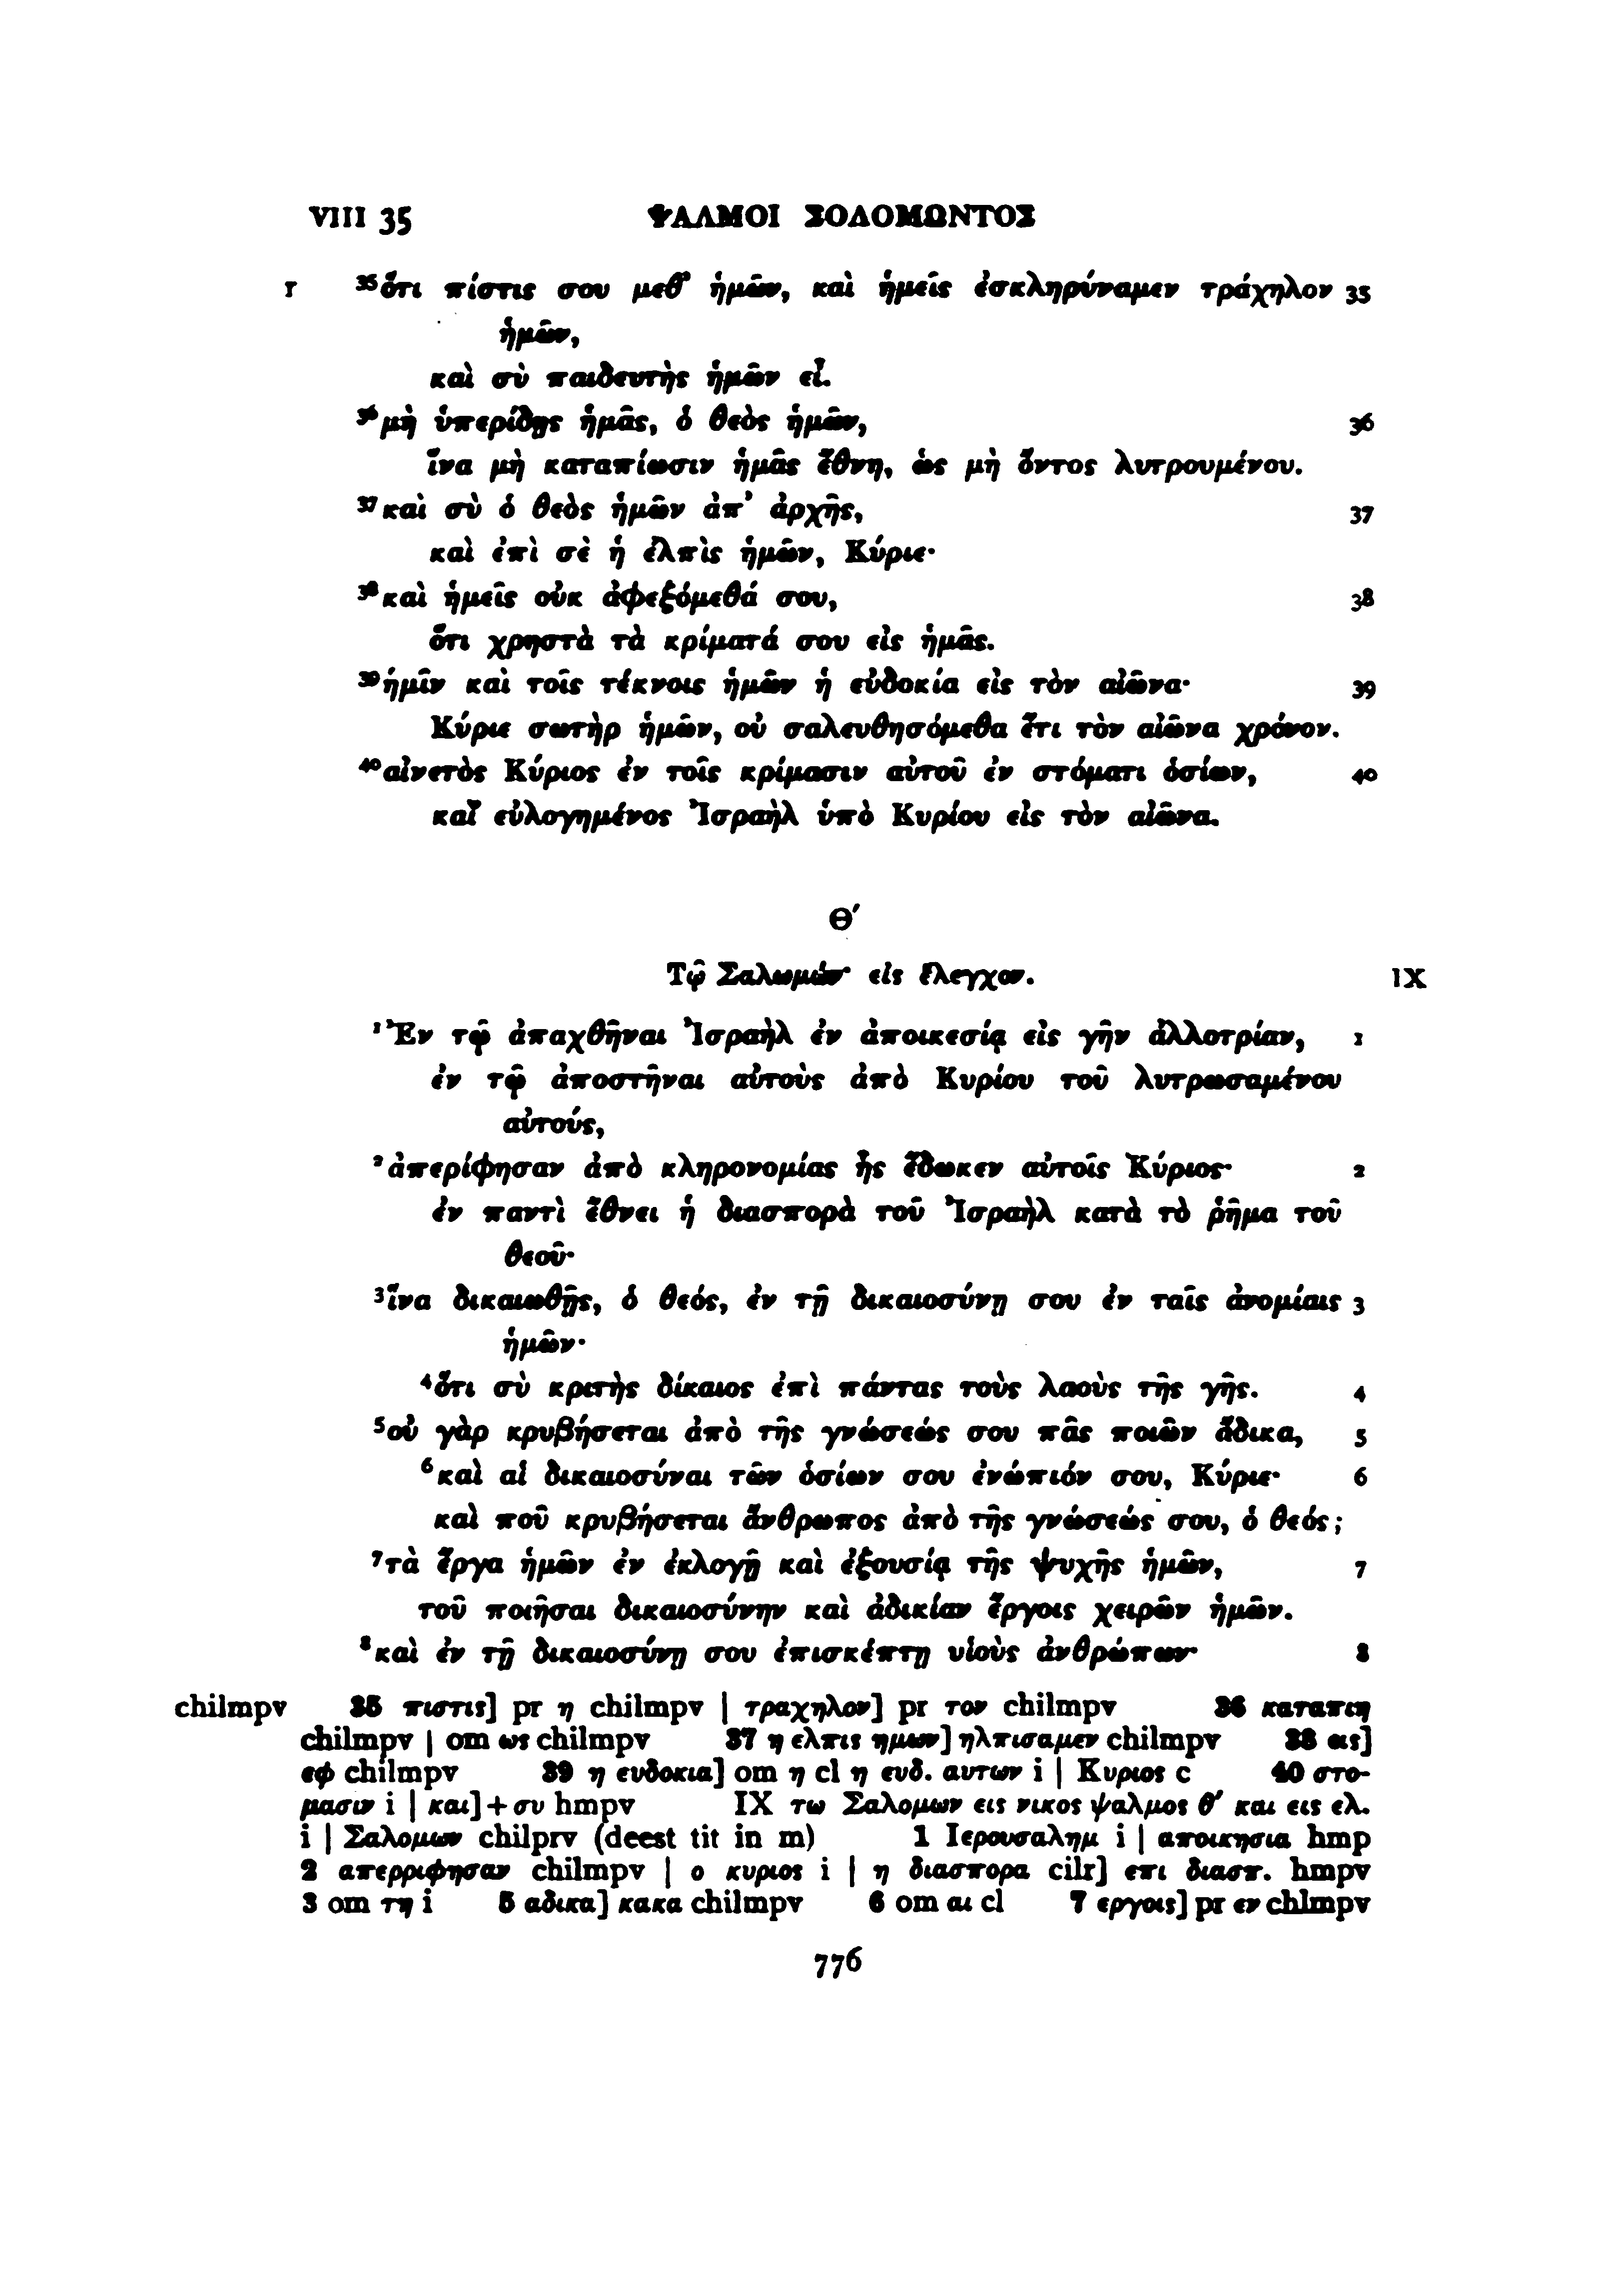 VIII 35 ΨΑΛΜΟΙ ΣΟΛΟΜΩΝΤΟΣ
r ³⁵ὅτι πίστις σου μεθ᾽ ἡμῶν, καὶ ἡμεῖς ἐσκληρύναμεν τράχηλον 35
ἡμῶν,
καὶ σὺ παιδευτὴς ἡμῶν εἶ.
³⁶μὴ ὑπερίδῃς ἡμᾶς, ὁ θεὸς ἡμῶν, 36
ἵνα μὴ καταπίωσιν ἡμᾶς ἔθνη, ὡς μὴ ὄντος λυτρουμένου.
³⁷καὶ σὺ ὁ θεὸς ἡμῶν ἀπ᾽ ἀρχῆς, 37
καὶ ἐπὶ σὲ ἡ ἐλπὶς ἡμῶν, Κύριε·
³⁸καὶ ἡμεῖς οὐκ ἀφεξόμεθά σου, 38
ὅτι χρηστὰ τὰ κρίματά σου εἰς ἡμᾶς.
³⁹ἡμῖν καὶ τοῖς τέκνοις ἡμῶν ἡ εὐδοκία εἰς τὸν αἰῶνα· 39
Κύριε σωτὴρ ἡμῶν, οὐ σαλευθησόμεθα ἔτι τὸν αἰῶνα χρόνον.
⁴⁰αἰνετὸς Κύριος ἐν τοῖς κρίμασιν αὐτοῦ ἐν στόματι ὁσίων, 40
καὶ εὐλογημένος Ἰσραὴλ ὑπὸ Κυρίου εἰς τὸν αἰῶνα.
Θ´
Τῷ Σαλωμών· εἰς ἔλεγχον. IX
¹Ἐν τῷ ἀπαχθῆναι Ἰσραὴλ ἐν ἀποικεσίᾳ εἰς γῆν ἀλλοτρίαν, 1
ἐν τῷ ἀποστῆναι αὐτοὺς ἀπὸ Κυρίου τοῦ λυτρωσαμένου
αὐτούς,
²ἀπερίφησαν ἀπὸ κληρονομίας ἧς ἔδωκεν αὐτοῖς Κύριος· 2
ἐν παντὶ ἔθνει ἡ διασπορὰ τοῦ Ἰσραὴλ κατὰ τὸ ῥῆμα τοῦ
θεοῦ·
³ἵνα δικαιωθῇς, ὁ θεός, ἐν τῇ δικαιοσύνῃ σου ἐν ταῖς ἀνομίαις 3
ἡμῶν·
⁴ὅτι σὺ κριτὴς δίκαιος ἐπὶ πάντας τοὺς λαοὺς τῆς γῆς. 4
⁵οὐ γὰρ κρυβήσεται ἀπὸ τῆς γνώσεώς σου πᾶς ποιῶν ἄδικα, 5
⁶καὶ αἱ δικαιοσύναι τῶν ὁσίων σου ἐνώπιόν σου, Κύριε· 6
καὶ ποῦ κρυβήσεται ἄνθρωπος ἀπὸ τῆς γνώσεώς σου, ὁ θεός;
⁷τὰ ἔργα ἡμῶν ἐν ἐκλογῇ καὶ ἐξουσίᾳ τῆς ψυχῆς ἡμῶν, 7
τοῦ ποιῆσαι δικαιοσύνην καὶ ἀδικίαν ἔργοις χειρῶν ἡμῶν.
⁸καὶ ἐν τῇ δικαιοσύνῃ σου ἐπισκέπτῃ υἱοὺς ἀνθρώπων· 8
chilmpv 35 πιστις] pr η chilmpv | τραχηλον] pr τον chilmpv 36 καταπιη
chilmpv | om ως chilmpv 37 η ελπις ημων] ηλπισαμεν chilmpv 38 εις]
εφ chilmpv 39 η ευδοκια] om η cl η ευδ. αυτων i | Κυριος c 40 στο-
μασιν i | και]+συ hmpv IX τω Σαλομων εις νικος ψαλμος θ´ και εις ελ.
i | Σαλομων chilprv (deest tit in m) 1 Ιερουσαλημ i | αποικησια hmp
2 απερριφησαν chilmpv | ο κυριος i | η διασπορα cilr] επι διασπ. hmpv
3 om τη i 5 αδικα] κακα chilmpv 6 om αι cl 7 εργοις] pr εν chlmpv
776